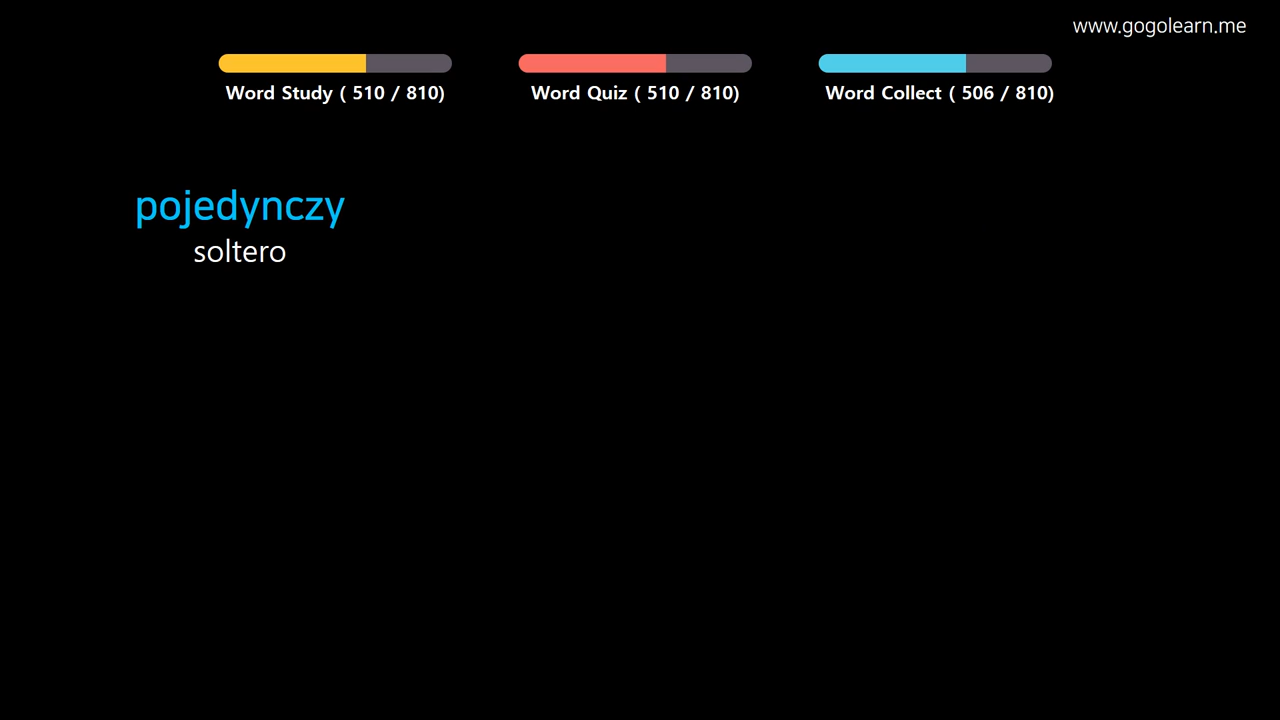 www.gogolearn.me
Word Study ( 510 / 810)
Word Quiz ( 510 / 810)
Word Collect ( 506 / 810)
pojedynczy
soltero